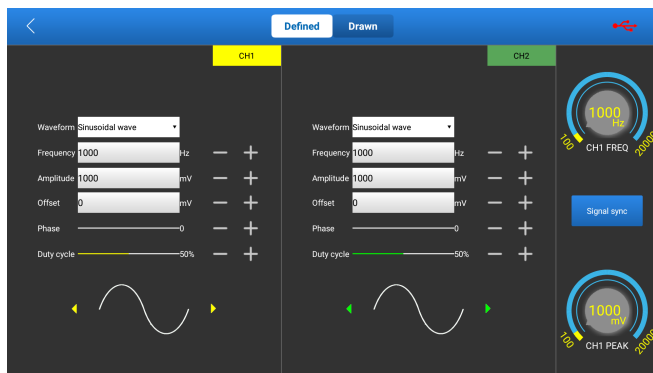 Defined Drawn
CH1
CH2
Waveform Sinusoidal wave
Frequency 1000 Hz
Amplitude 1000 mV
Offset 0 mV
Phase 0
Duty cycle 50%
Waveform Sinusoidal wave
Frequency 1000 Hz
Amplitude 1000 mV
Offset 0 mV
Phase 0
Duty cycle 50%
1000
Hz
100
20000
CH1 FREQ
Signal sync
1000
mV
100
20000
CH1 PEAK